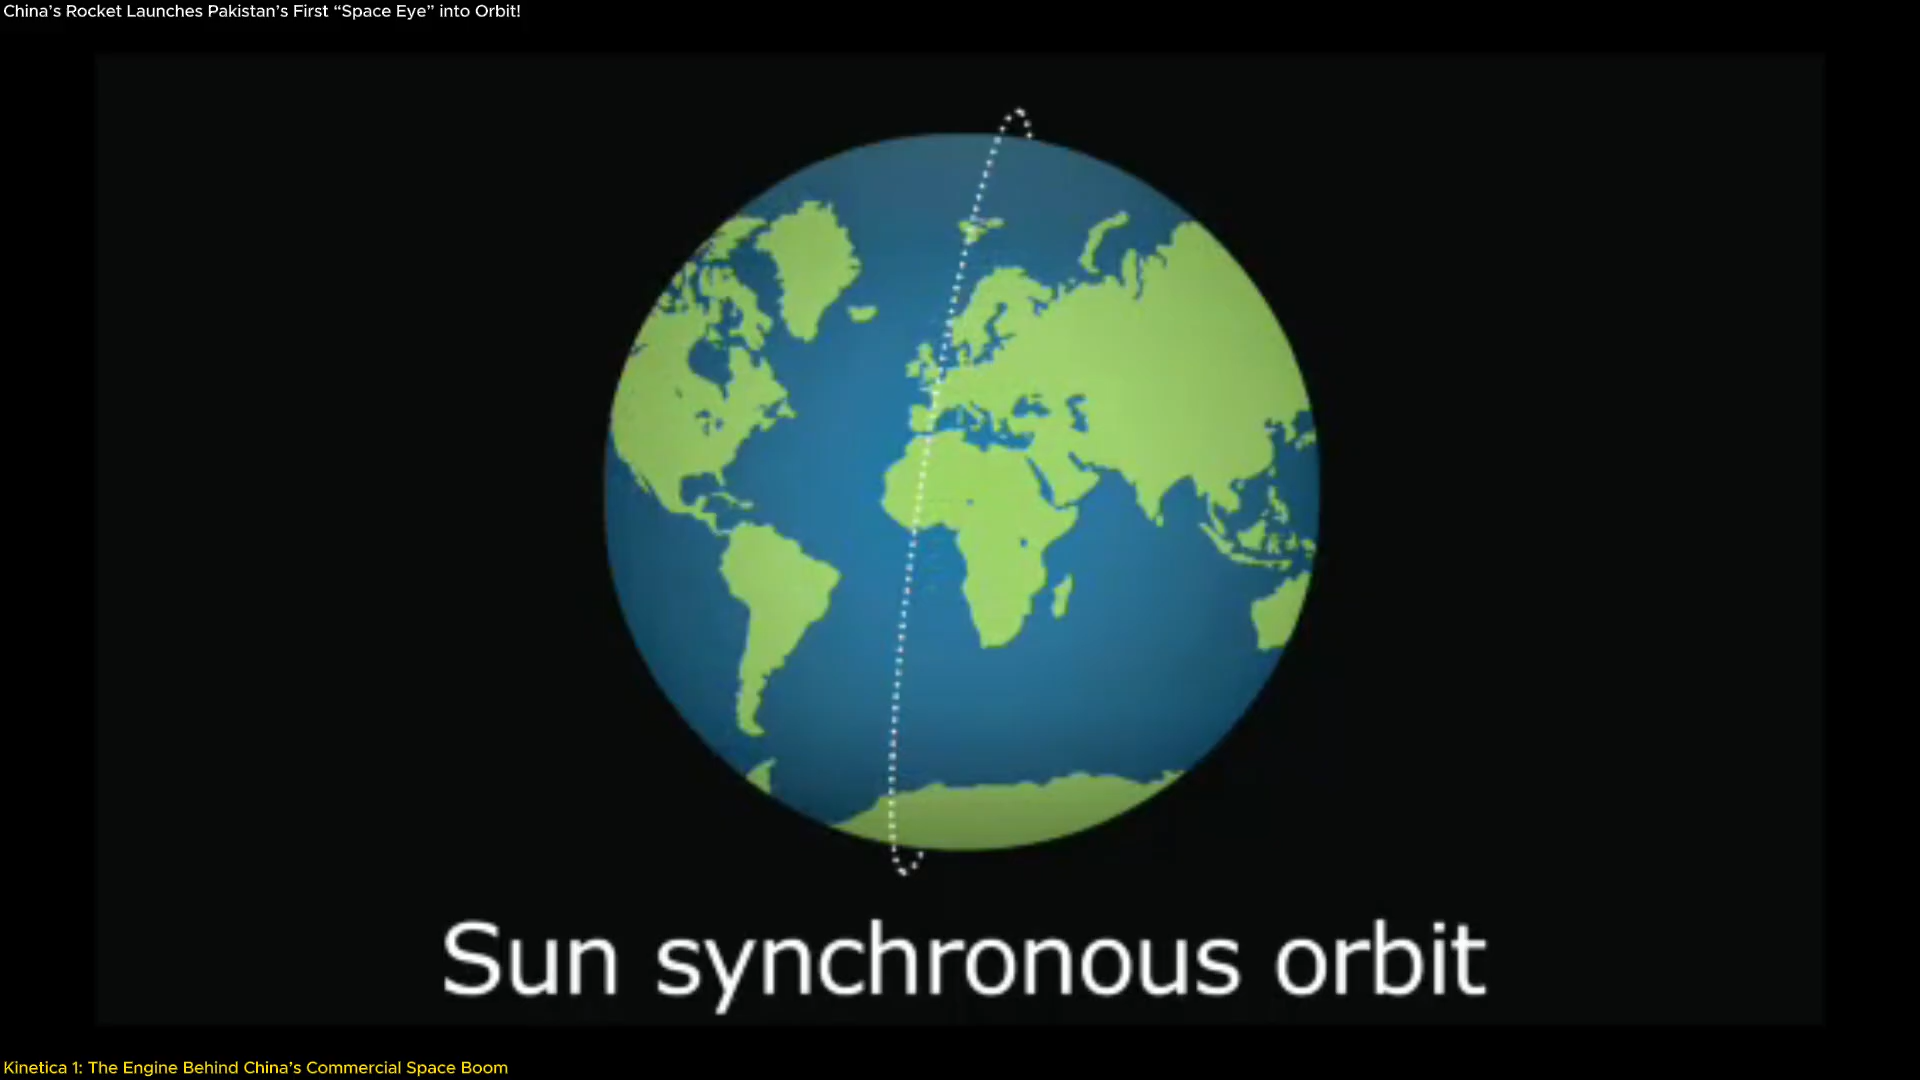 China’s Rocket Launches Pakistan’s First “Space Eye” into Orbit!
Sun synchronous orbit
Kinetica 1: The Engine Behind China’s Commercial Space Boom